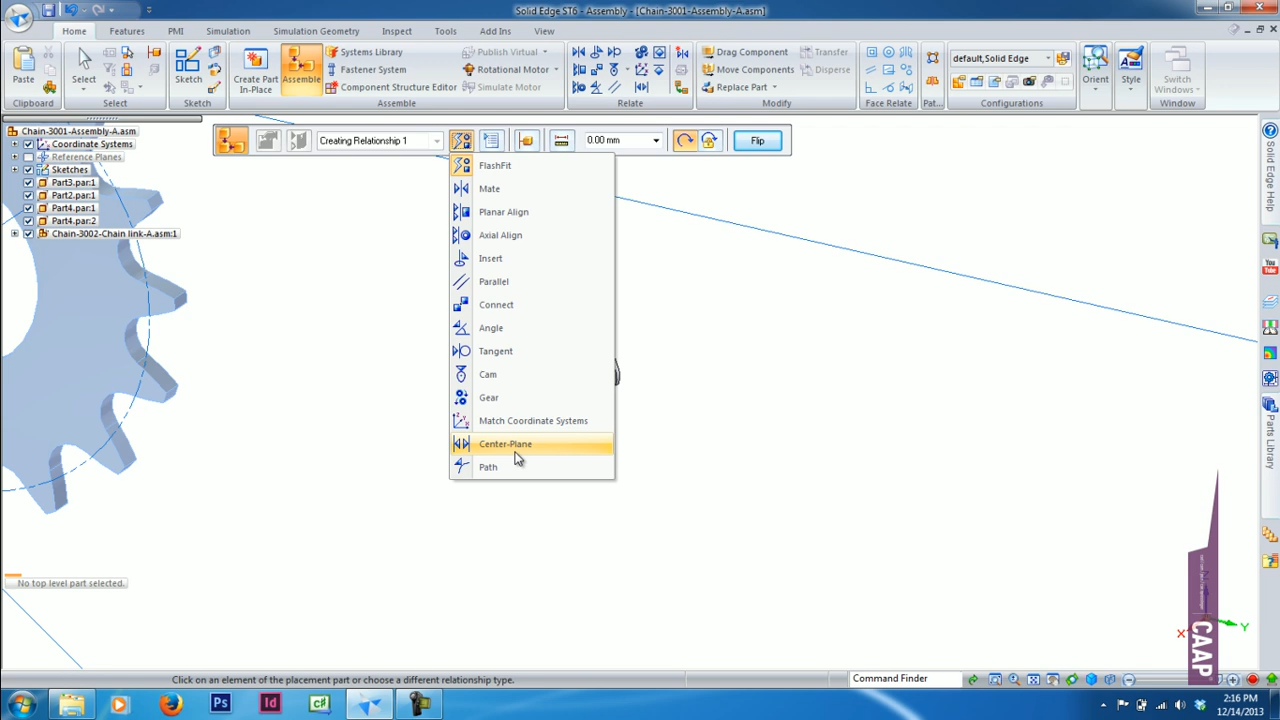 Solid Edge ST6 - Assembly - [Chain-3001-Assembly-A.asm]
Home Features PMI Simulation Simulation Geometry Inspect Tools Add Ins View
Paste
Clipboard
Select
Select
Sketch
Sketch
Create Part
In-Place
Assemble
Systems Library
Fastener System
Component Structure Editor
Publish Virtual
Rotational Motor
Simulate Motor
Assemble
Relate
Drag Component
Move Components
Replace Part
Transfer
Disperse
Modify
Face Relate
Pat...
default,Solid Edge
Configurations
Orient
Style
Switch
Windows
Window
Chain-3001-Assembly-A.asm
Coordinate Systems
Reference Planes
Sketches
Part3.par:1
Part2.par:1
Part4.par:1
Part4.par:2
Chain-3002-Chain link-A.asm:1
Creating Relationship 1
0.00 mm
Flip
FlashFit
Mate
Planar Align
Axial Align
Insert
Parallel
Connect
Angle
Tangent
Cam
Gear
Match Coordinate Systems
Center-Plane
Path
No top level part selected.
Solid Edge Help
You
Tube
Parts Library
X
Y
CAAP
Click on an element of the placement part or choose a different relationship type.
Command Finder
Ps
Id
C#
2:16 PM
12/14/2013